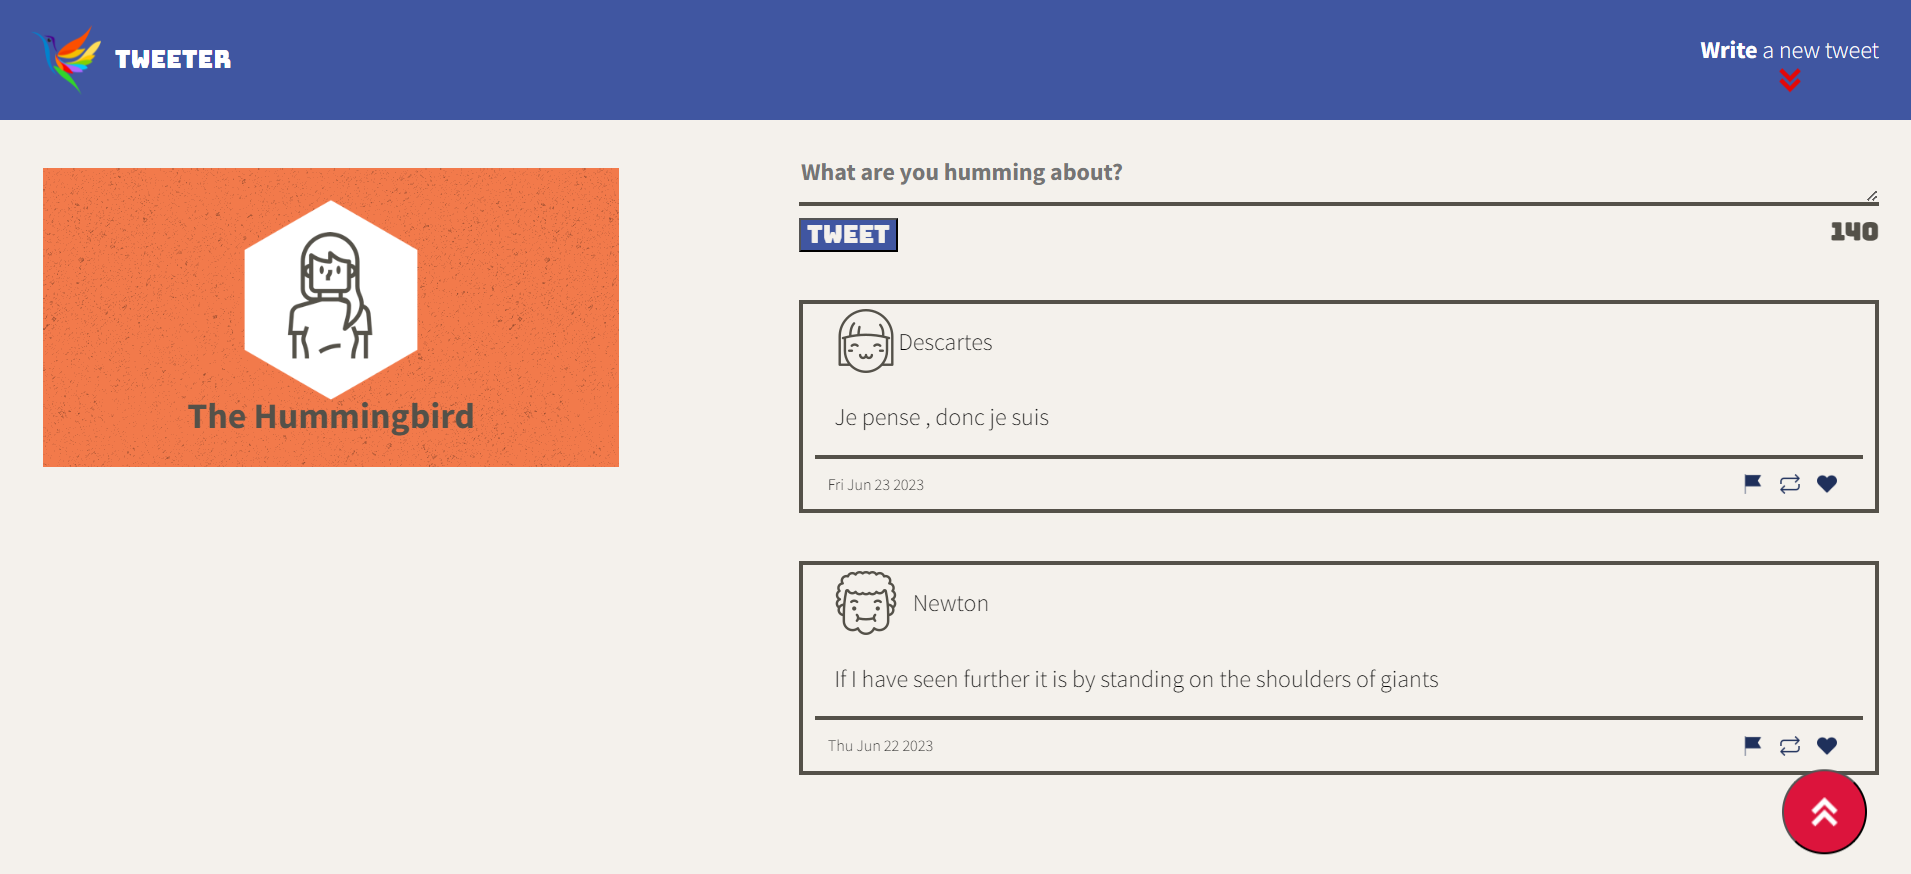 TWEETER
Write a new tweet
The Hummingbird
What are you humming about?
TWEET
140
Descartes
Je pense , donc je suis
Fri Jun 23 2023
Newton
If I have seen further it is by standing on the shoulders of giants
Thu Jun 22 2023